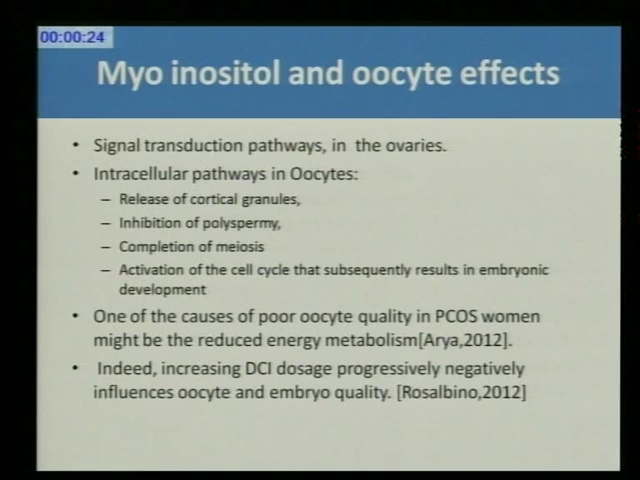 00:00:24
Myo inositol and oocyte effects
• Signal transduction pathways, in the ovaries.
• Intracellular pathways in Oocytes:
– Release of cortical granules,
– Inhibition of polyspermy,
– Completion of meiosis
– Activation of the cell cycle that subsequently results in embryonic
development
• One of the causes of poor oocyte quality in PCOS women
might be the reduced energy metabolism[Arya,2012].
• Indeed, increasing DCI dosage progressively negatively
influences oocyte and embryo quality. [Rosalbino,2012]